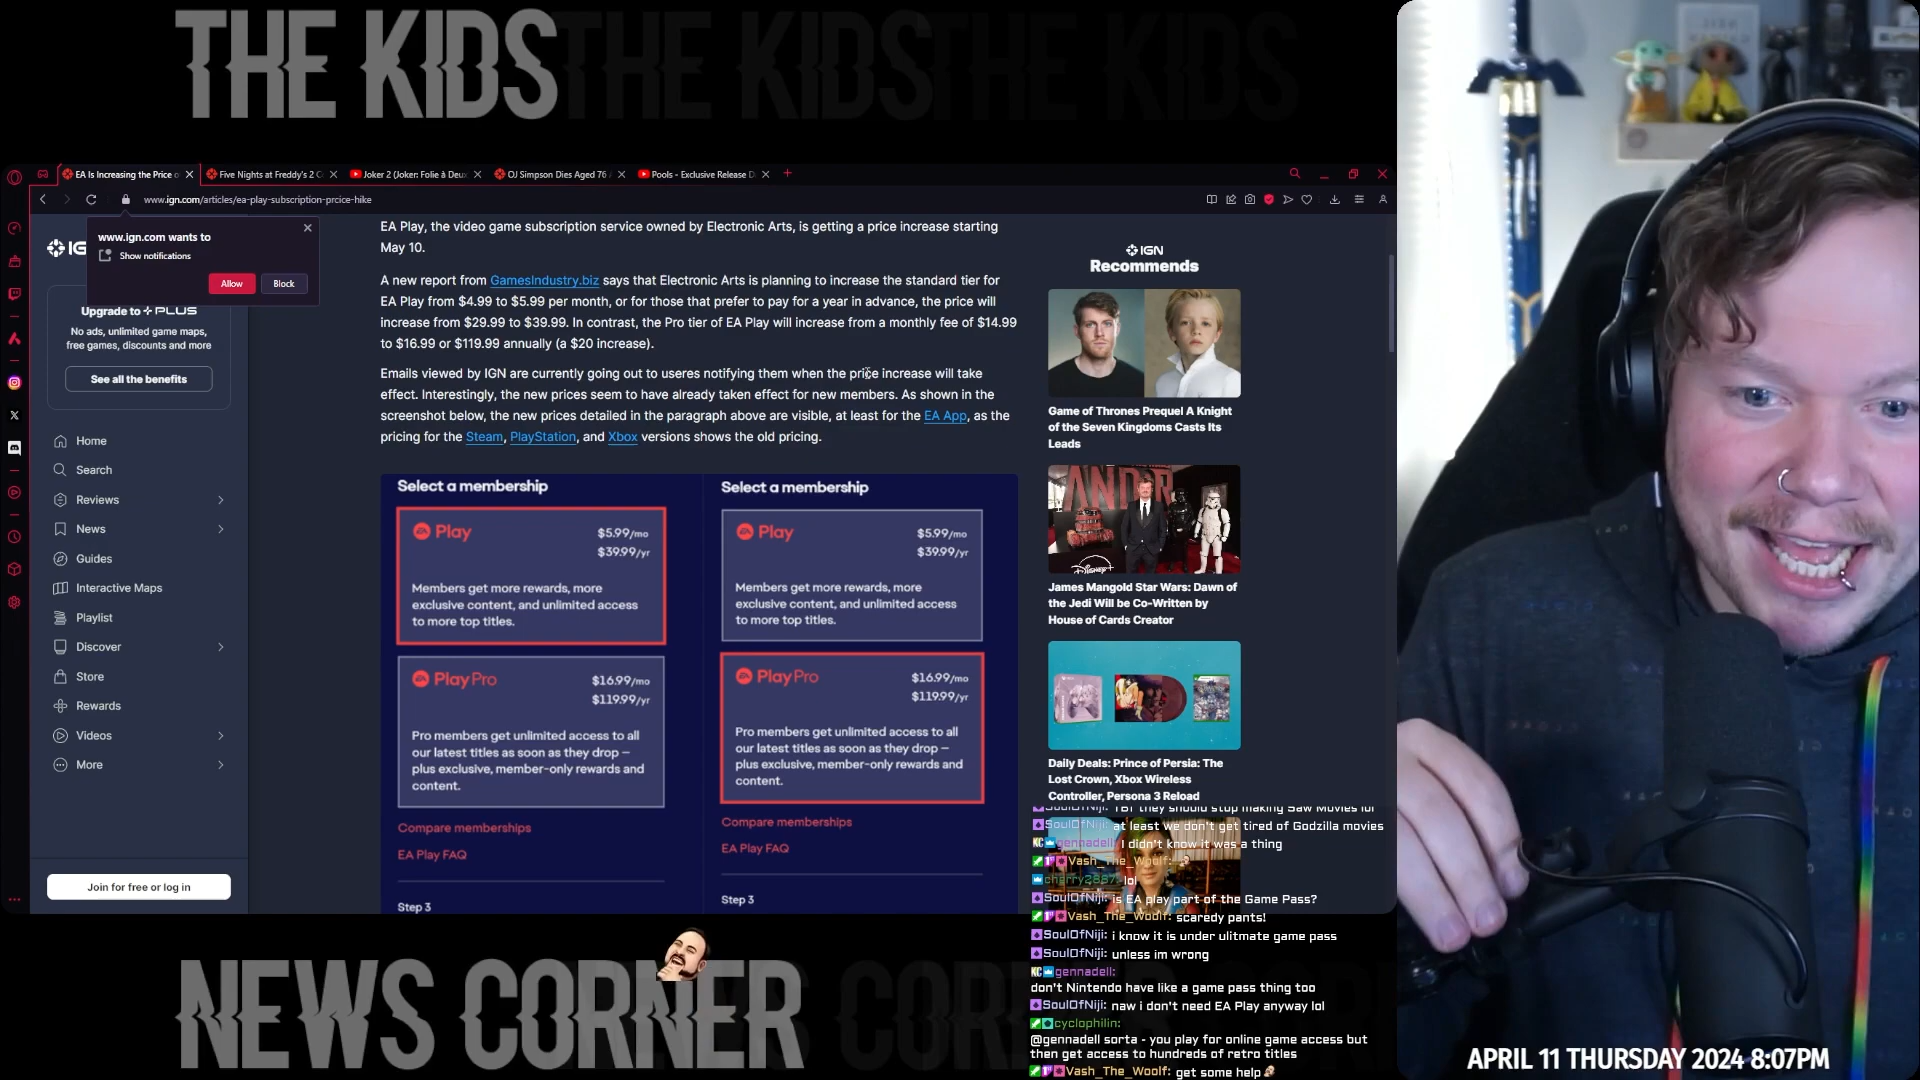 THE KIDS THE KIDS THE KIDS
EA Is Increasing the Price o
Five Nights at Freddy's 2 C
Joker 2 (Joker: Folie à Deux
OJ Simpson Dies Aged 76 /
Pools - Exclusive Release D
www.ign.com/articles/ea-play-subscription-prcice-hike
IG
www.ign.com wants to
Show notifications
Allow
Block
Upgrade to PLUS
No ads, unlimited game maps,
free games, discounts and more
See all the benefits
Home
Search
Reviews
News
Guides
Interactive Maps
Playlist
Discover
Store
Rewards
Videos
More
Join for free or log in
EA Play, the video game subscription service owned by Electronic Arts, is getting a price increase starting
May 10.
A new report from GamesIndustry.biz says that Electronic Arts is planning to increase the standard tier for
EA Play from $4.99 to $5.99 per month, or for those that prefer to pay for a year in advance, the price will
increase from $29.99 to $39.99. In contrast, the Pro tier of EA Play will increase from a monthly fee of $14.99
to $16.99 or $119.99 annually (a $20 increase).
Emails viewed by IGN are currently going out to useres notifying them when the price increase will take
effect. Interestingly, the new prices seem to have already taken effect for new members. As shown in the
screenshot below, the new prices detailed in the paragraph above are visible, at least for the EA App, as the
pricing for the Steam, PlayStation, and Xbox versions shows the old pricing.
Select a membership
EA Play
$5.99/mo
$39.99/yr
Members get more rewards, more
exclusive content, and unlimited access
to more top titles.
EA Play Pro
$16.99/mo
$119.99/yr
Pro members get unlimited access to all
our latest titles as soon as they drop –
plus exclusive, member-only rewards and
content.
Compare memberships
EA Play FAQ
Step 3
Select a membership
EA Play
$5.99/mo
$39.99/yr
Members get more rewards, more
exclusive content, and unlimited access
to more top titles.
EA Play Pro
$16.99/mo
$119.99/yr
Pro members get unlimited access to all
our latest titles as soon as they drop –
plus exclusive, member-only rewards and
content.
Compare memberships
EA Play FAQ
Step 3
IGN
Recommends
Game of Thrones Prequel A Knight
of the Seven Kingdoms Casts Its
Leads
ANDOR
Disney
James Mangold Star Wars: Dawn of
the Jedi Will be Co-Written by
House of Cards Creator
Daily Deals: Prince of Persia: The
Lost Crown, Xbox Wireless
Controller, Persona 3 Reload
SoulOfNiji: TBT they should stop making Saw Movies lol
SoulOfNiji: at least we don't get tired of Godzilla movies
KC gennadell: I didn't know it was a thing
Vash_The_Woolf:
cherry2887: lol
SoulOfNiji: is EA play part of the Game Pass?
Vash_The_Woolf: scaredy pants!
SoulOfNiji: i know it is under ulitmate game pass
SoulOfNiji: unless im wrong
KC gennadell:
don't Nintendo have like a game pass thing too
SoulOfNiji: naw i don't need EA Play anyway lol
cyclophilin:
@gennadell sorta - you play for online game access but
then get access to hundreds of retro titles
Vash_The_Woolf: get some help
NEWS CORNER
APRIL 11 THURSDAY 2024 8:07PM